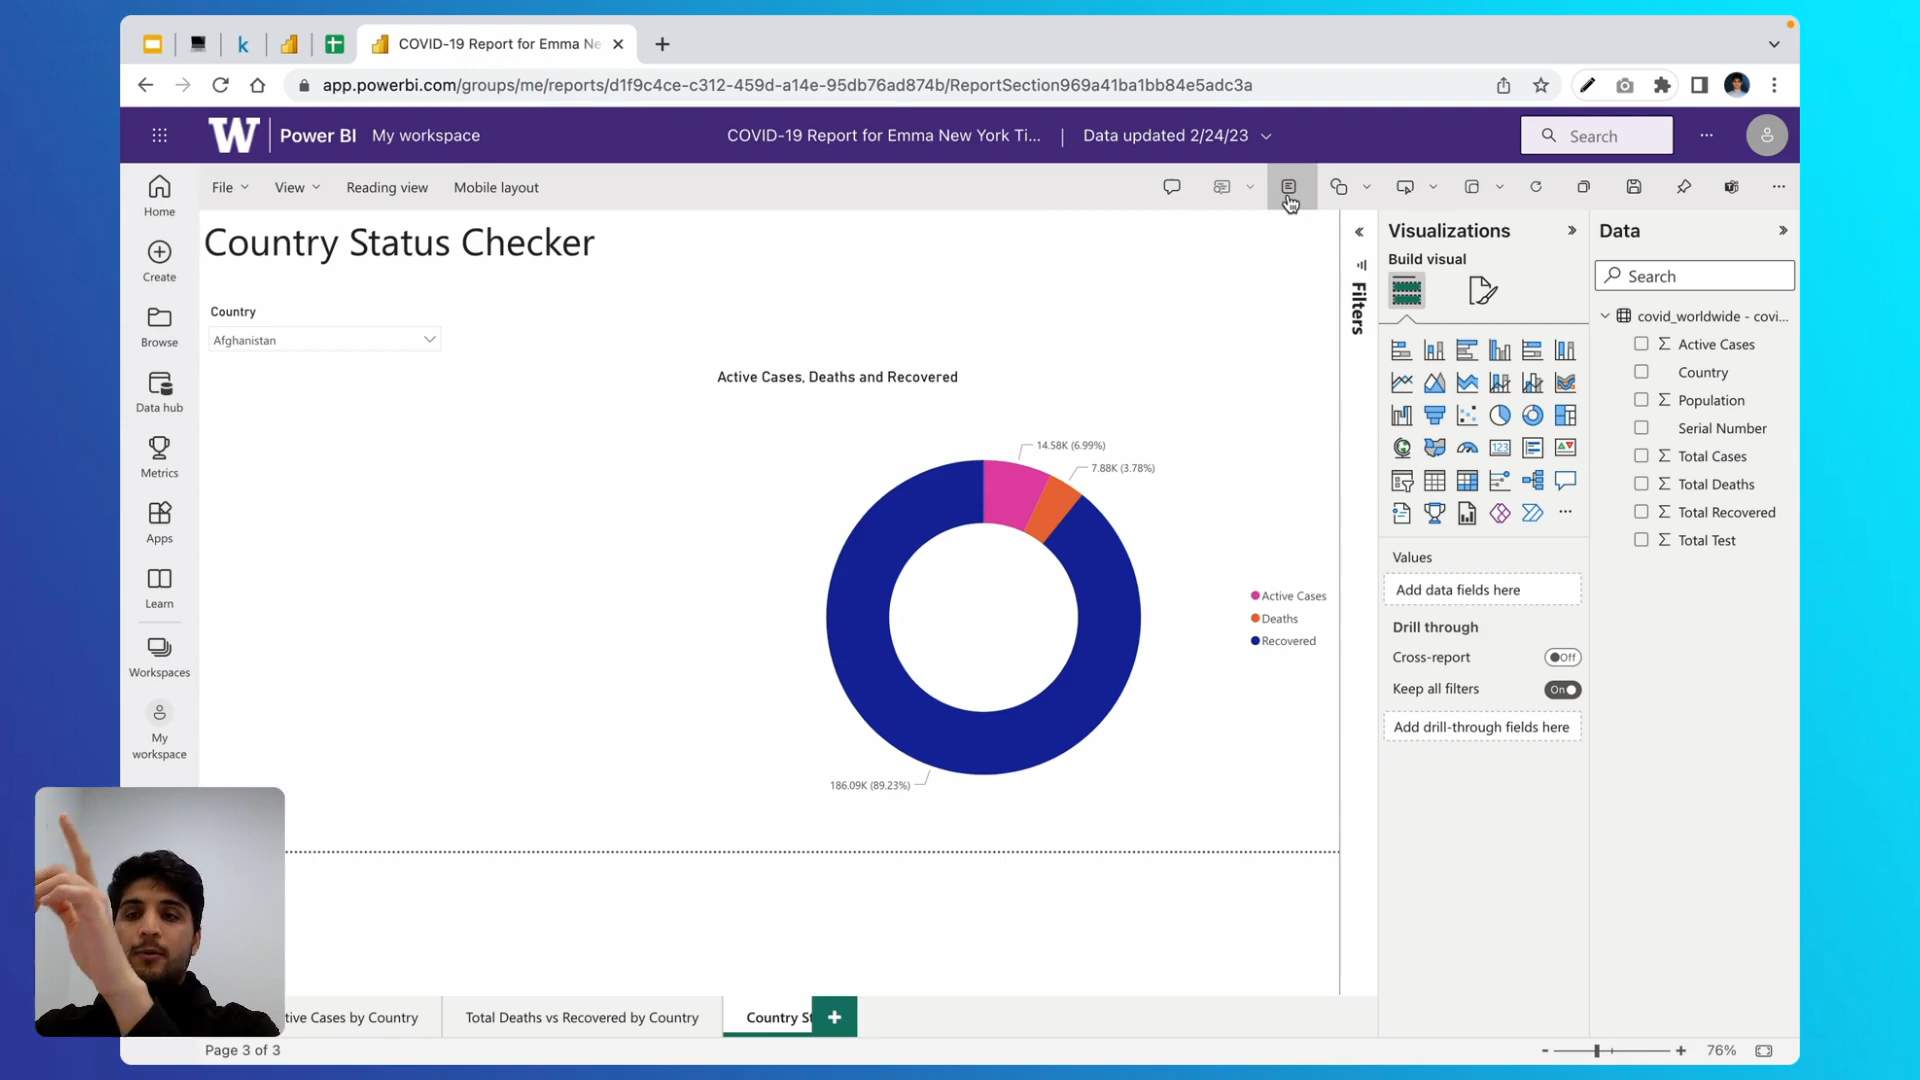 COVID-19 Report for Emma Ne
app.powerbi.com/groups/me/reports/d1f9c4ce-c312-459d-a14e-95db76ad874b/ReportSection969a41ba1bb84e5adc3a
W Power BI My workspace COVID-19 Report for Emma New York Ti... | Data updated 2/24/23 Search
File View Reading view Mobile layout
Home
Create
Browse
Data hub
Metrics
Apps
Learn
Workspaces
My
workspace
Country Status Checker
Country
Afghanistan
Active Cases, Deaths and Recovered
14.58K (6.99%)
7.88K (3.78%)
186.09K (89.23%)
Active Cases
Deaths
Recovered
Filters
Visualizations
Build visual
123
Values
Add data fields here
Drill through
Cross-report Off
Keep all filters On
Add drill-through fields here
Data
Search
covid_worldwide - covi...
Active Cases
Country
Population
Serial Number
Total Cases
Total Deaths
Total Recovered
Total Test
tive Cases by Country Total Deaths vs Recovered by Country Country St
Page 3 of 3
76%